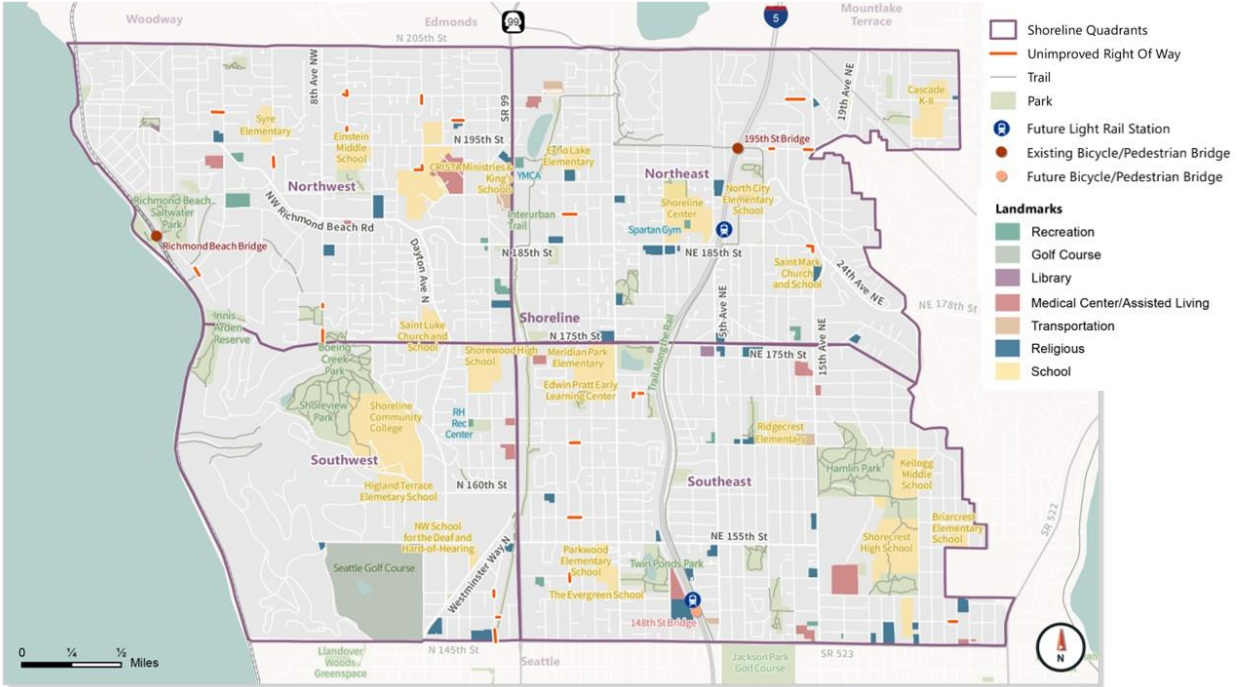 Woodway
Edmonds
99
5
Mountlake
Terrace
N 205th St
8th Ave NW
SR 99
19th Ave NE
Cascade
K-8
Syre
Elementary
Einstein
Middle
School
N 195th St
195th St Bridge
Echo Lake
Elementary
CRISTA Ministries &
King's
Schools
YMCA
Northwest
Northeast
North City
Elementary
School
Shoreline
Center
Richmond Beach
Saltwater
Park
NW Richmond Beach Rd
Interurban
Trail
Spartan Gym
Richmond Beach Bridge
N 185th St
NE 185th St
Dayton Ave N
Saint Mark
Church
and School
24th Ave NE
NE 178th St
5th Ave NE
15th Ave NE
Innis
Arden
Reserve
Saint Luke
Church and
School
Shoreline
N 175th St
NE 175th St
Trail Along the Rail
Boeing
Creek
Park
Shorewood High
School
Meridian Park
Elementary
Edwin Pratt Early
Learning Center
Shoreview
Park
Shoreline
Community
College
RH
Rec
Center
Ridgecrest
Elementary
Southwest
Southeast
Hamlin Park
Kellogg
Middle
School
Higland Terrace
Elemetary School
N 160th St
Briarcrest
Elementary
School
SR 522
NW School
for the Deaf and
Hard-of-Hearing
Westminster Way N
NE 155th St
Shorecrest
High School
Seattle Golf Course
Parkwood
Elementary
School
Twin Ponds Park
The Evergreen School
148th St Bridge
N 145th St
SR 523
Llandover
Woods
Greenspace
Seattle
Jackson Park
Golf Course
0 ¼ ½
Miles
N
Shoreline Quadrants
Unimproved Right Of Way
Trail
Park
Future Light Rail Station
Existing Bicycle/Pedestrian Bridge
Future Bicycle/Pedestrian Bridge
Landmarks
Recreation
Golf Course
Library
Medical Center/Assisted Living
Transportation
Religious
School